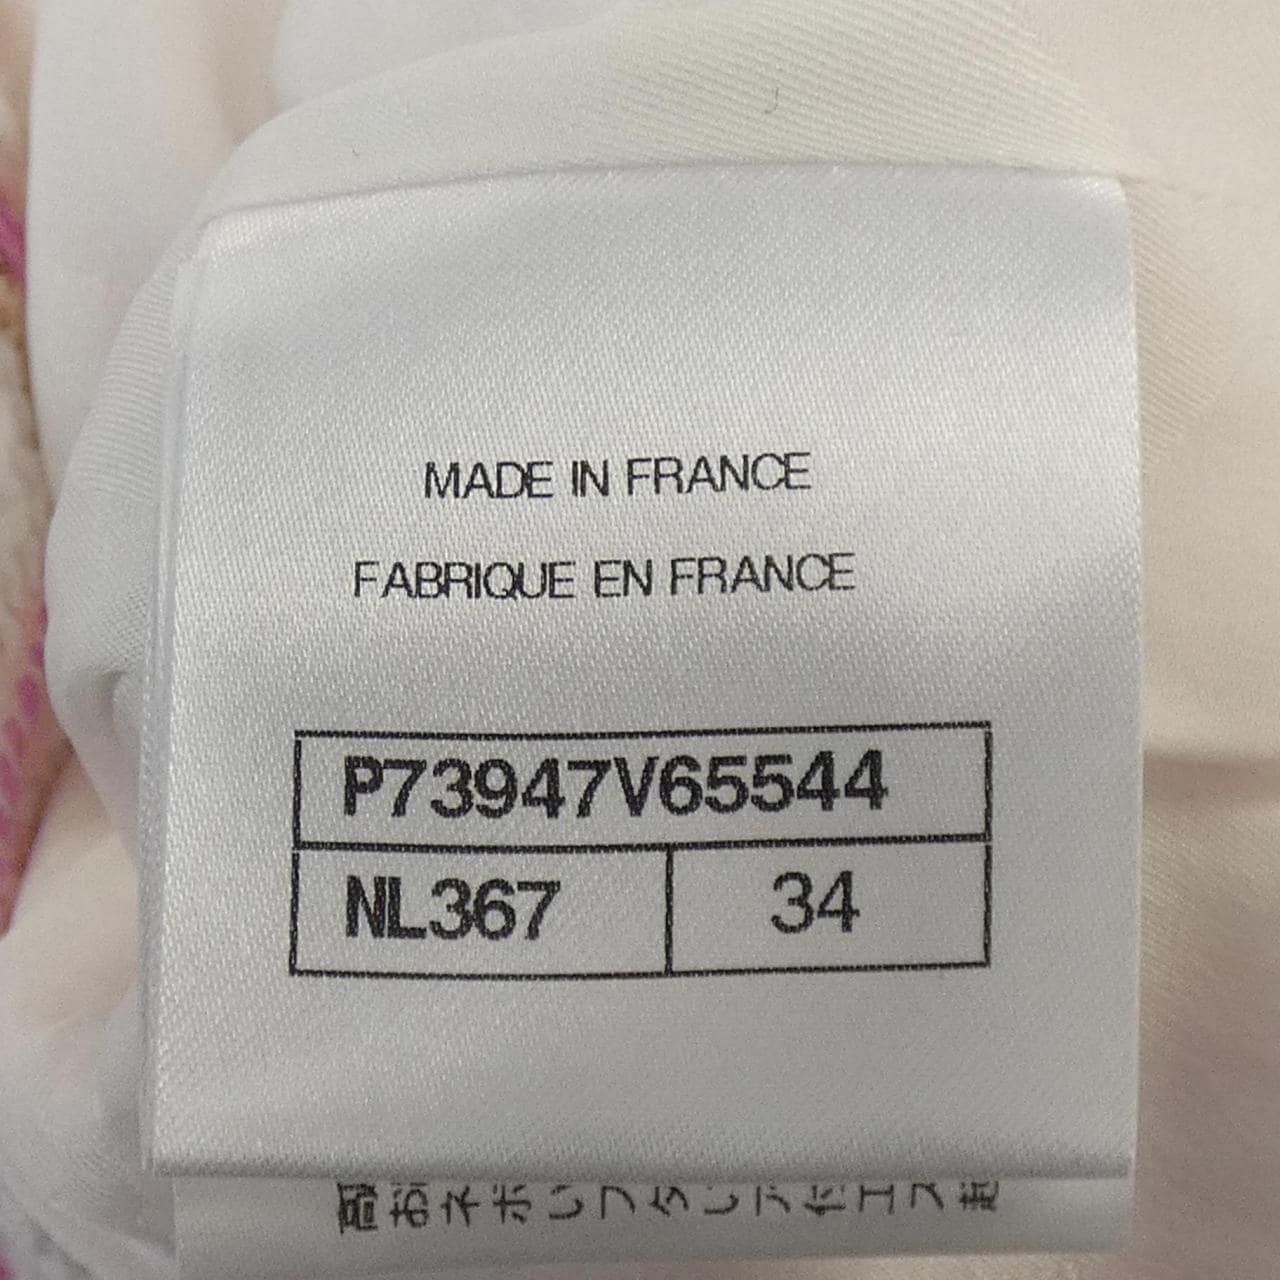 MADE IN FRANCE
FABRIQUE EN FRANCE
P73947V65544
NL367
34